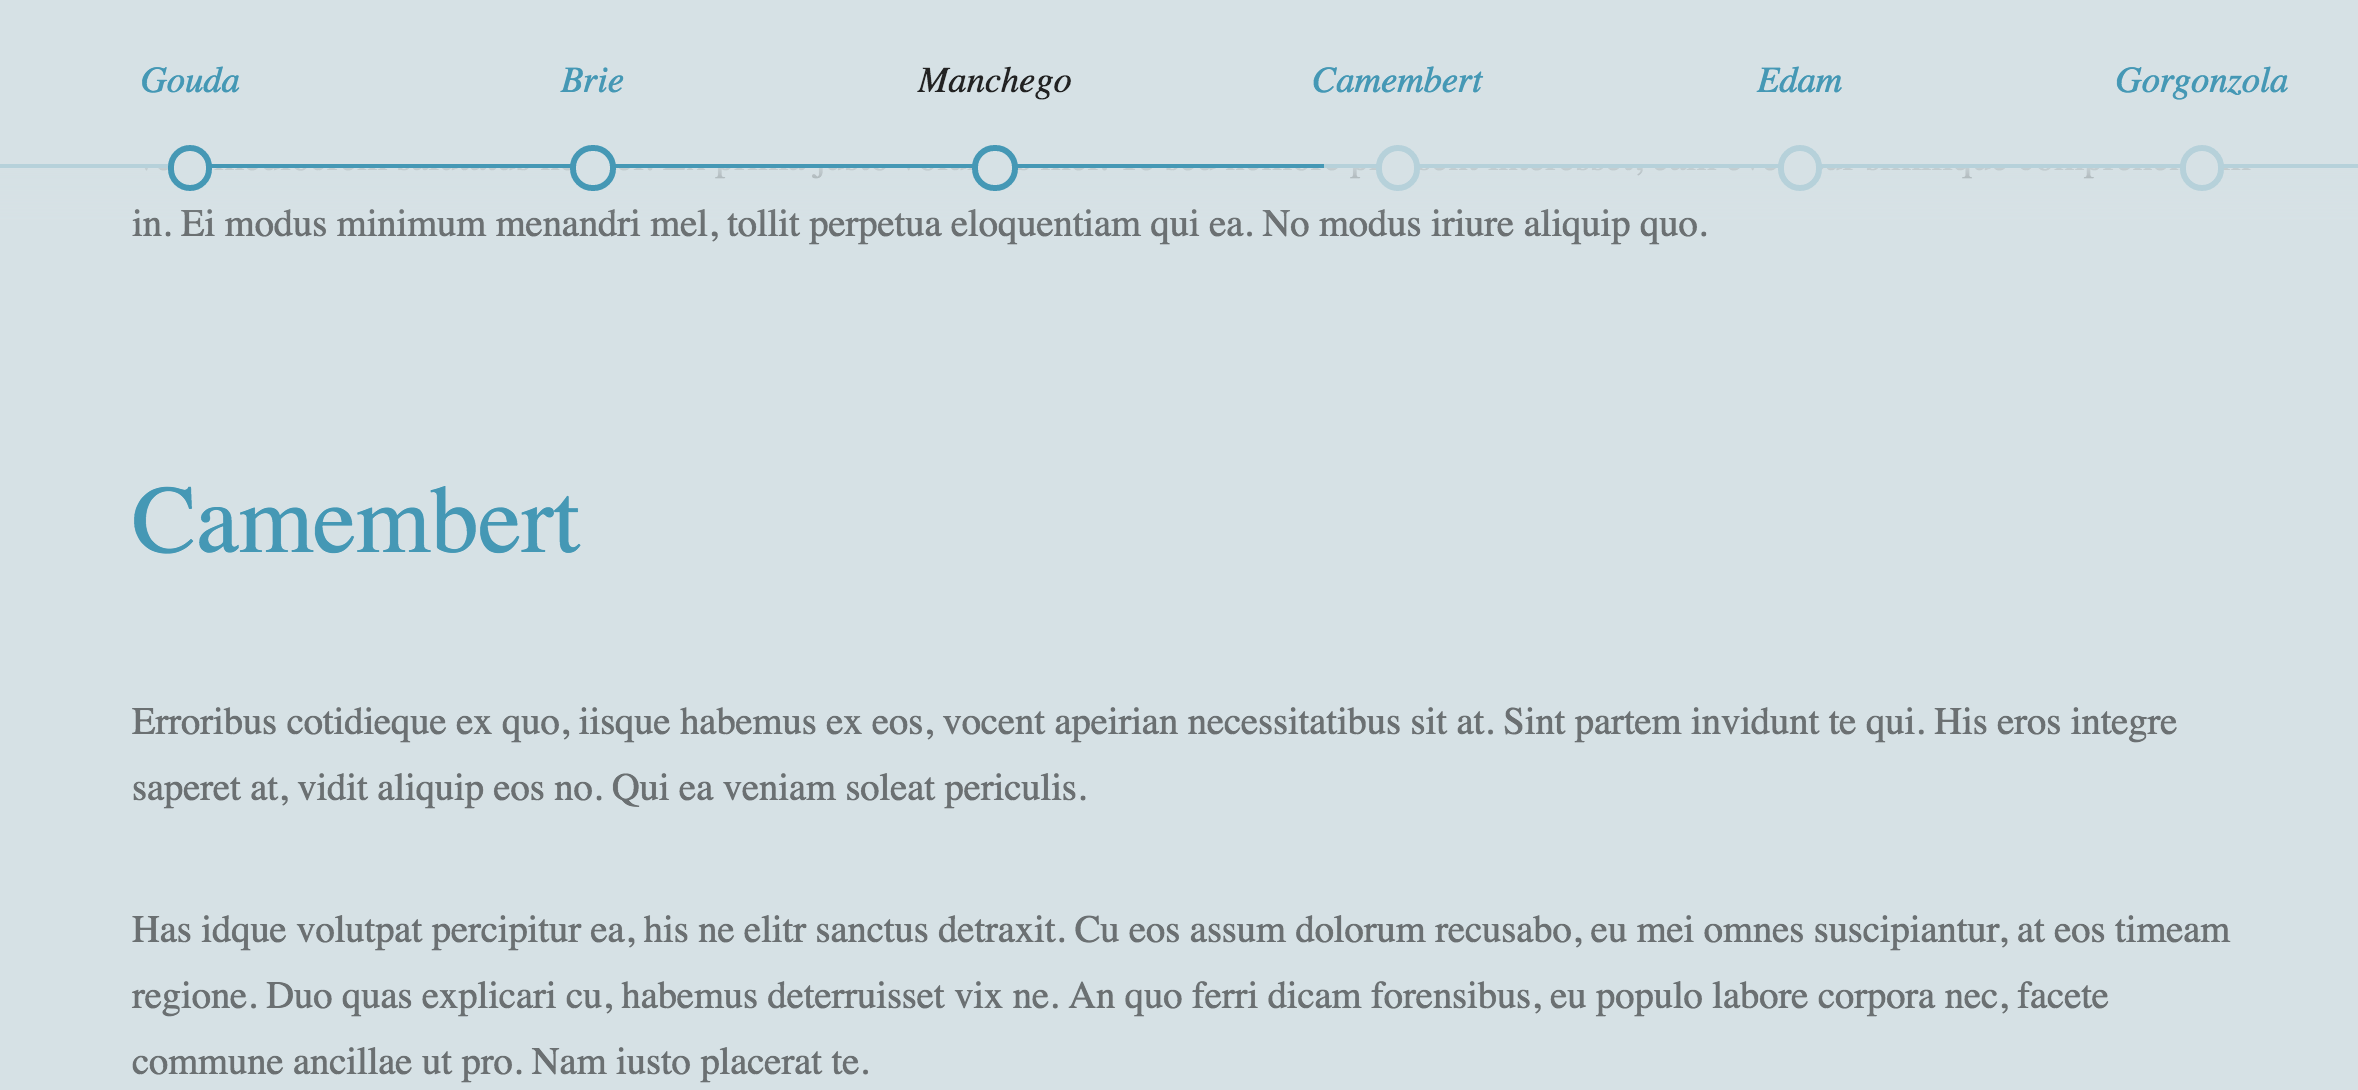 Gouda Brie Manchego Camembert Edam Gorgonzola
in. Ei modus minimum menandri mel, tollit perpetua eloquentiam qui ea. No modus iriure aliquip quo.
Camembert
Erroribus cotidieque ex quo, iisque habemus ex eos, vocent apeirian necessitatibus sit at. Sint partem invidunt te qui. His eros integre
saperet at, vidit aliquip eos no. Qui ea veniam soleat periculis.
Has idque volutpat percipitur ea, his ne elitr sanctus detraxit. Cu eos assum dolorum recusabo, eu mei omnes suscipiantur, at eos timeam
regione. Duo quas explicari cu, habemus deterruisset vix ne. An quo ferri dicam forensibus, eu populo labore corpora nec, facete
commune ancillae ut pro. Nam iusto placerat te.